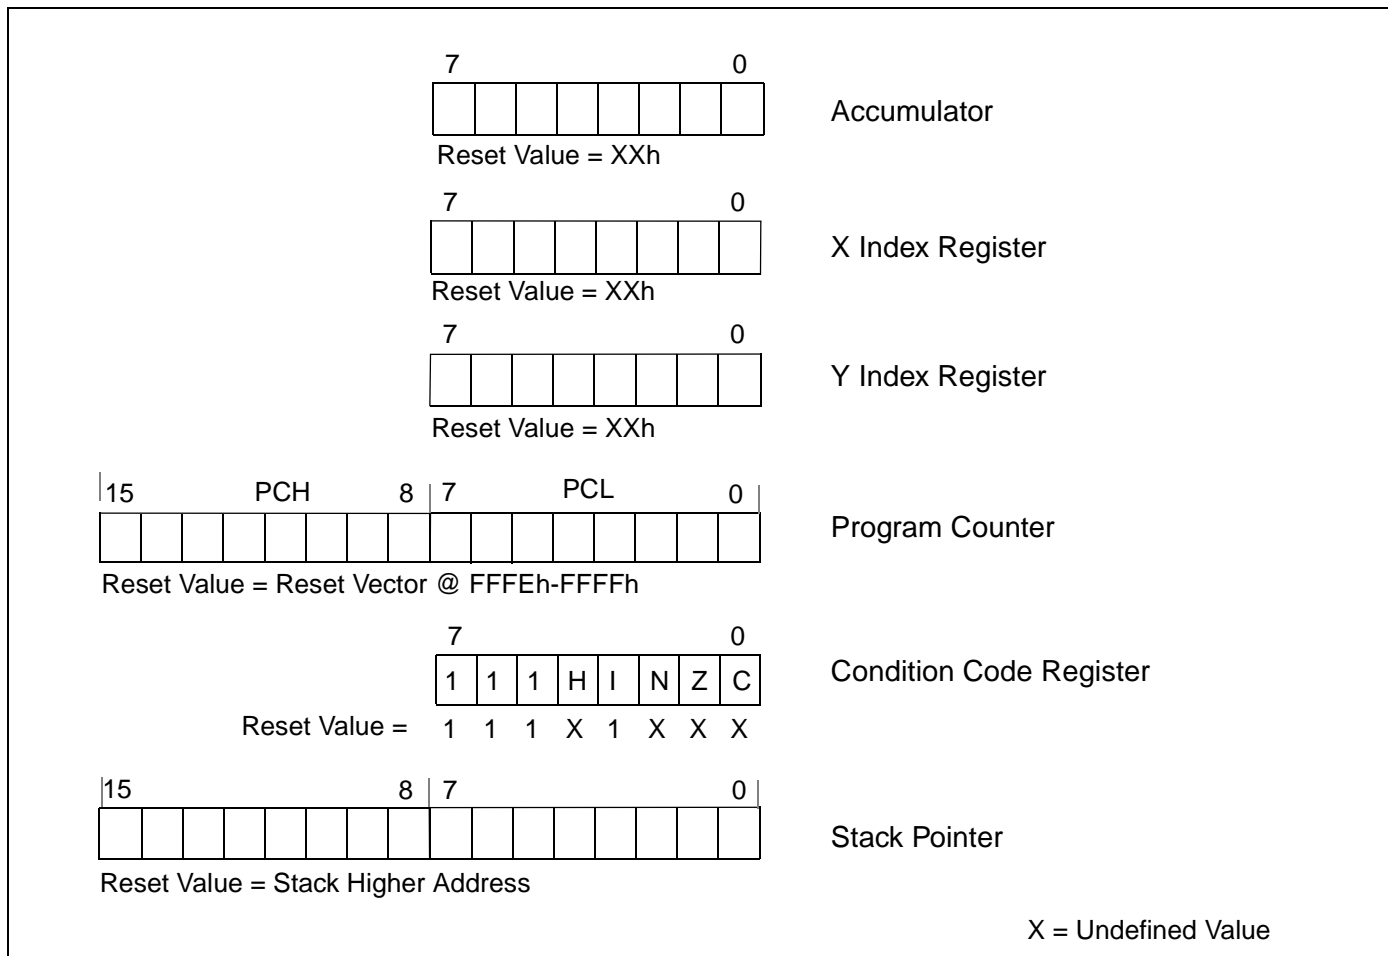 7 0
Accumulator
Reset Value = XXh
7 0
X Index Register
Reset Value = XXh
7 0
Y Index Register
Reset Value = XXh
15 PCH 8 7 PCL 0
Program Counter
Reset Value = Reset Vector @ FFFEh-FFFFh
7 0
1 1 1 H I N Z C
Condition Code Register
Reset Value = 1 1 1 X 1 X X X
15 8 7 0
Stack Pointer
Reset Value = Stack Higher Address
X = Undefined Value